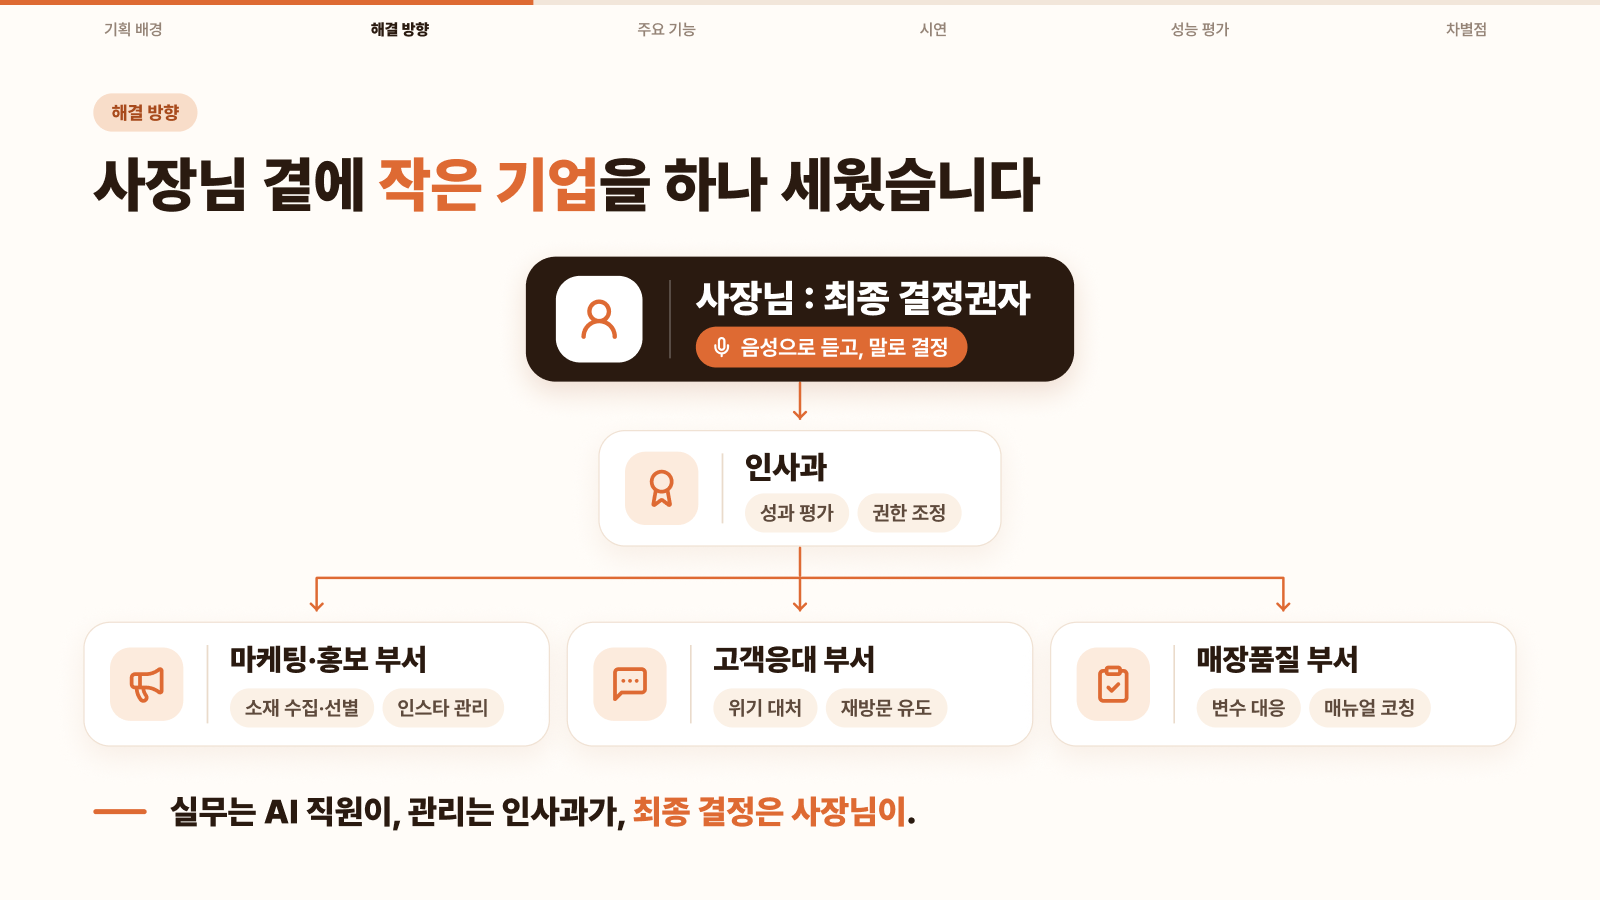 기획 배경
해결 방향
주요 기능
시연
성능 평가
차별점
해결 방향
사장님 곁에 작은 기업을 하나 세웠습니다
사장님 : 최종 결정권자
음성으로 듣고, 말로 결정
인사과
성과 평가
권한 조정
마케팅·홍보 부서
소재 수집·선별
인스타 관리
고객응대 부서
위기 대처
재방문 유도
매장품질 부서
변수 대응
매뉴얼 코칭
실무는 AI 직원이, 관리는 인사과가, 최종 결정은 사장님이.